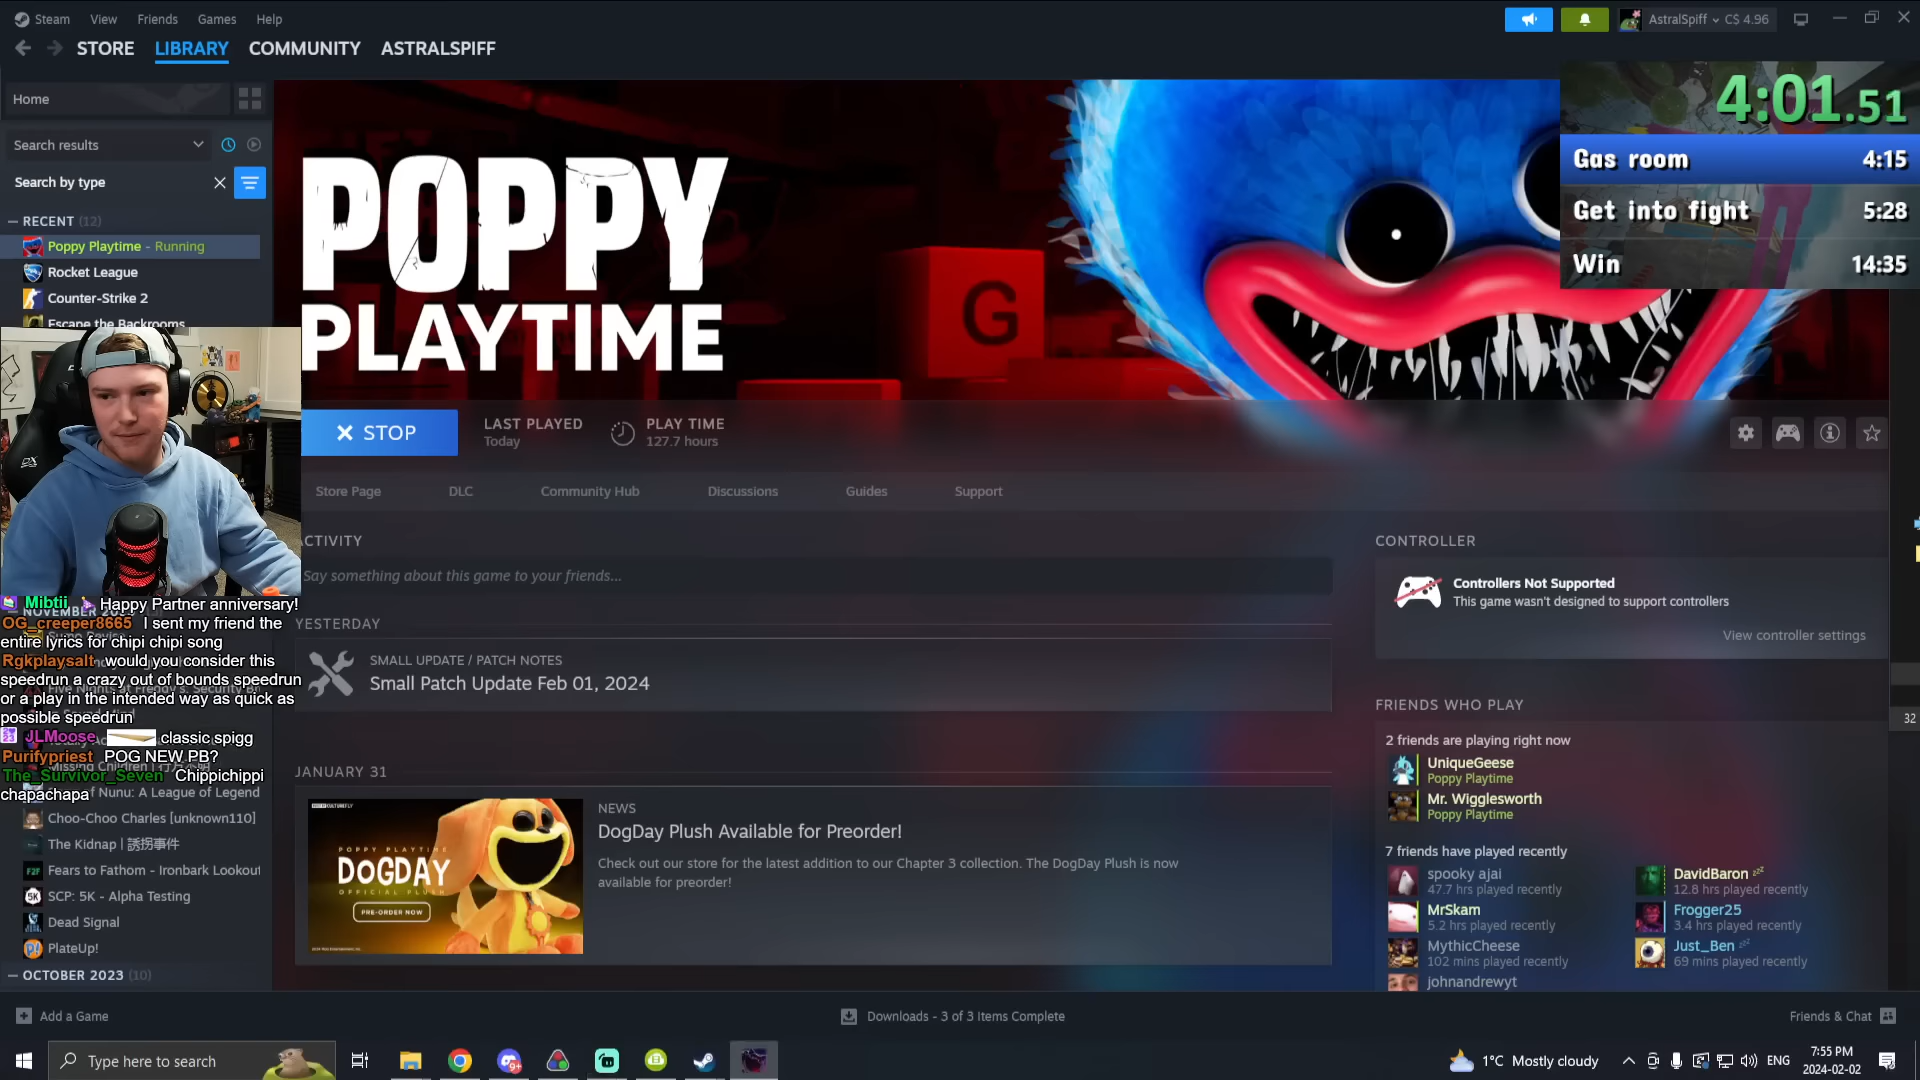 Steam View Friends Games Help
AstralSpiff C$ 4.96
STORE LIBRARY COMMUNITY ASTRALSPIFF
Home
Search results
Search by type
RECENT (12)
Poppy Playtime - Running
Rocket League
Counter-Strike 2
Escape the Backrooms
POPPY
PLAYTIME
G
4:01.51
Gas room 4:15
Get into fight 5:28
Win 14:35
STOP
LAST PLAYED
Today
PLAY TIME
127.7 hours
Store Page DLC Community Hub Discussions Guides Support
CTIVITY
Say something about this game to your friends...
YESTERDAY
SMALL UPDATE / PATCH NOTES
Small Patch Update Feb 01, 2024
JANUARY 31
POPPY PLAYTIME
DOGDAY
OFFICIAL PLUSH
PRE-ORDER NOW
NEWS
DogDay Plush Available for Preorder!
Check out our store for the latest addition to our Chapter 3 collection. The DogDay Plush is now
available for preorder!
CONTROLLER
Controllers Not Supported
This game wasn't designed to support controllers
View controller settings
FRIENDS WHO PLAY
2 friends are playing right now
UniqueGeese
Poppy Playtime
Mr. Wigglesworth
Poppy Playtime
7 friends have played recently
spooky ajai
47.7 hrs played recently
DavidBaron
12.8 hrs played recently
MrSkam
5.2 hrs played recently
Frogger25
3.4 hrs played recently
MythicCheese
102 mins played recently
Just_Ben
69 mins played recently
johnandrewyt
32
Mibtii Happy Partner anniversary!
OG_creeper8665 I sent my friend the
entire lyrics for chipi chipi song
Rgkplaysalt would you consider this
speedrun a crazy out of bounds speedrun
or a play in the intended way as quick as
possible speedrun
JLMoose classic spigg
Purifypriest POG NEW PB?
The_Survivor_Seven Chippichippi
chapachapa
of Nunu: A League of Legend
Choo-Choo Charles [unknown110]
The Kidnap | 誘拐事件
Fears to Fathom - Ironbark Lookout
SCP: 5K - Alpha Testing
Dead Signal
PlateUp!
OCTOBER 2023 (10)
Add a Game
Downloads - 3 of 3 Items Complete
Friends & Chat
Type here to search
1°C Mostly cloudy
ENG
7:55 PM
2024-02-02